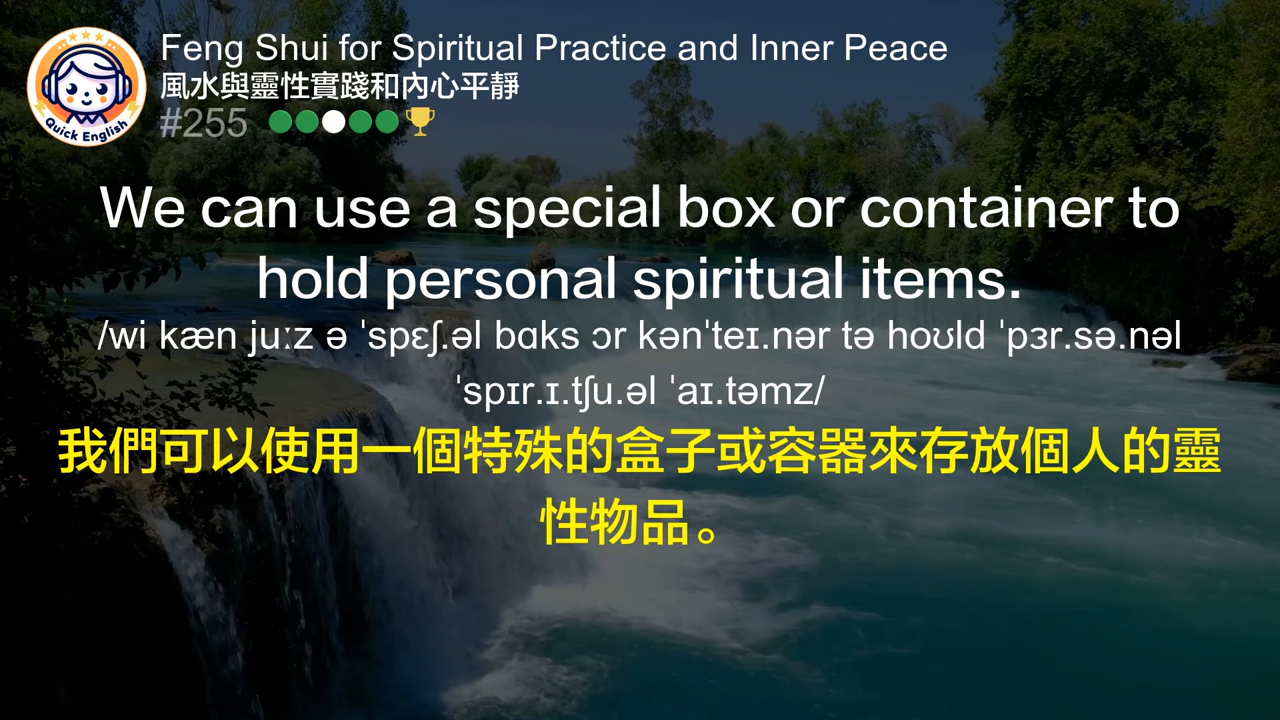 Feng Shui for Spiritual Practice and Inner Peace
風水與靈性實踐和內心平靜
#255
Quick English
We can use a special box or container to
hold personal spiritual items.
/wi kæn juːz ə ˈspɛʃ.əl bɑks ɔr kənˈteɪ.nər tə hoʊld ˈpɜr.sə.nəl
ˈspɪr.ɪ.tʃu.əl ˈaɪ.təmz/
我們可以使用一個特殊的盒子或容器來存放個人的靈
性物品。